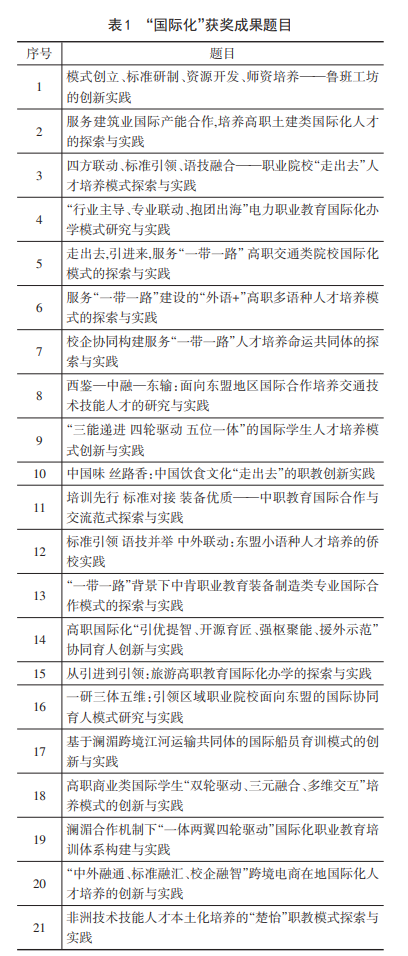 表1 “国际化”获奖成果题目
序号 题目
1 模式创立、标准研制、资源开发、师资培养——鲁班工坊
的创新实践
2 服务建筑业国际产能合作,培养高职土建类国际化人才
的探索与实践
3 四方联动、标准引领、语技融合——职业院校“走出去”人
才培养模式探索与实践
4 “行业主导、专业联动、抱团出海”电力职业教育国际化办
学模式研究与实践
5 走出去,引进来,服务“一带一路” 高职交通类院校国际化
模式的探索与实践
6 服务“一带一路”建设的“外语+”高职多语种人才培养模
式的探索与实践
7 校企协同构建服务“一带一路”人才培养命运共同体的探
索与实践
8 西鉴—中融—东输:面向东盟地区国际合作培养交通技
术技能人才的研究与实践
9 “三能递进 四轮驱动 五位一体”的国际学生人才培养模
式创新与实践
10 中国味 丝路香:中国饮食文化“走出去”的职教创新实践
11 培训先行 标准对接 装备优质——中职教育国际合作与
交流范式探索与实践
12 标准引领 语技并举 中外联动:东盟小语种人才培养的侨
校实践
13 “一带一路”背景下中肯职业教育装备制造类专业国际合
作模式的探索与实践
14 高职国际化“引优提智、开源育匠、强枢聚能、援外示范”
协同育人创新与实践
15 从引进到引领:旅游高职教育国际化办学的探索与实践
16 一研三体五维:引领区域职业院校面向东盟的国际协同
育人模式研究与实践
17 基于澜湄跨境江河运输共同体的国际船员育训模式的创
新与实践
18 高职商业类国际学生“双轮驱动、三元融合、多维交互”培
养模式的创新与实践
19 澜湄合作机制下“一体两翼四轮驱动”国际化职业教育培
训体系构建与实践
20 “中外融通、标准融汇、校企融智”跨境电商在地国际化人
才培养的创新与实践
21 非洲技术技能人才本土化培养的“楚怡”职教模式探索与
实践